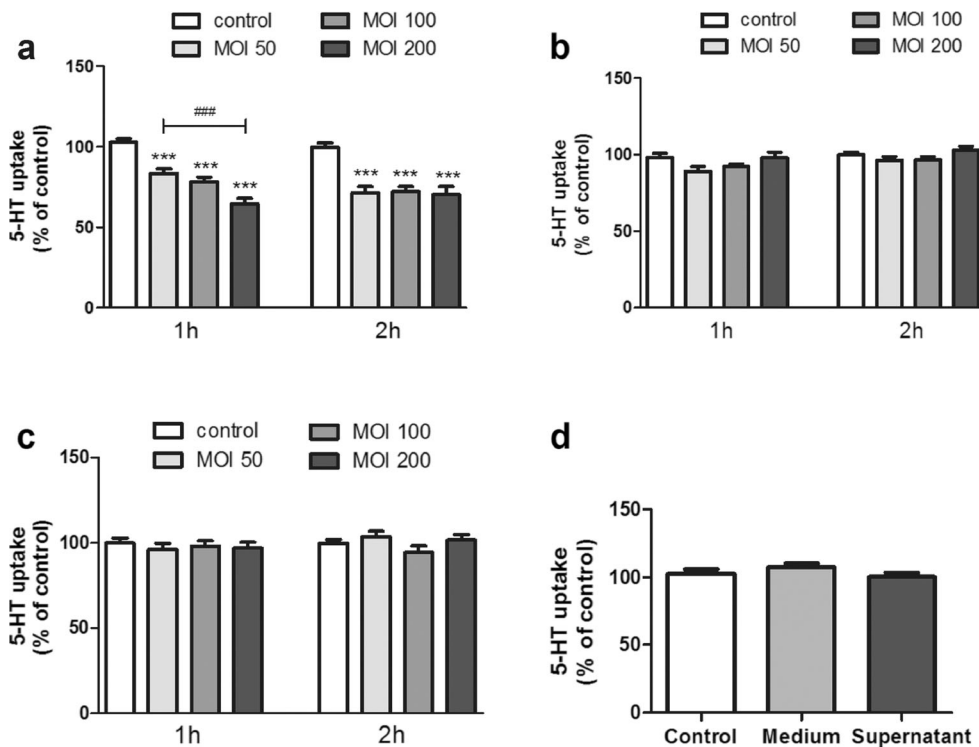 a
control
MOI 100
MOI 50
MOI 200
5-HT uptake
(% of control)
150
100
50
0
###
***
***
***
***
***
***
1h
2h
b
control
MOI 100
MOI 50
MOI 200
5-HT uptake
(% of control)
150
100
50
0
1h
2h
c
control
MOI 100
MOI 50
MOI 200
5-HT uptake
(% of control)
150
100
50
0
1h
2h
d
5-HT uptake
(% of control)
150
100
50
0
Control
Medium
Supernatant